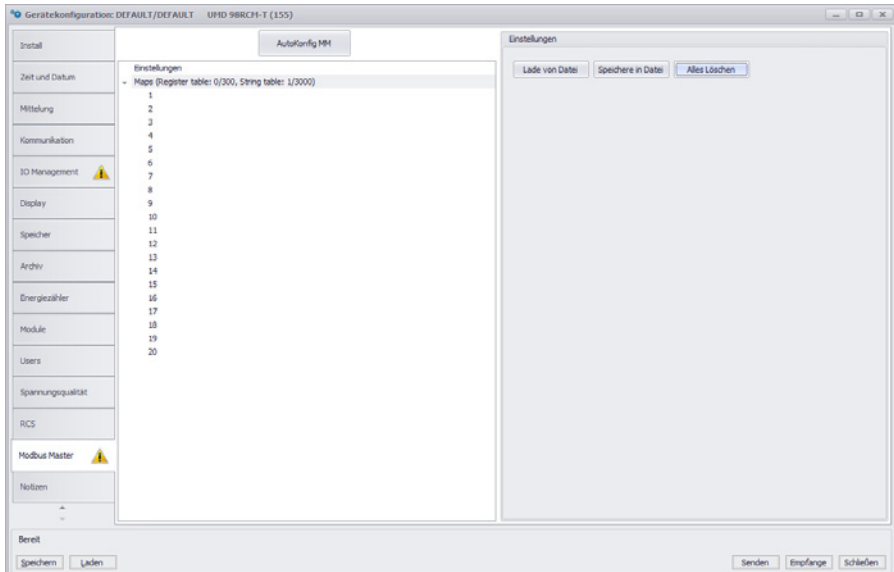 Gerätekonfiguration: DEFAULT/DEFAULT UMD 98RCM-T (155)
Install
Zeit und Datum
Mittelung
Kommunikation
IO Management
Display
Speicher
Archiv
Energiezähler
Module
Users
Spannungsqualität
RCS
Modbus Master
Notizen
AutoKonfig MM
Einstellungen
Maps (Register table: 0/300, String table: 1/3000)
1
2
3
4
5
6
7
8
9
10
11
12
13
14
15
16
17
18
19
20
Einstellungen
Lade von Datei Speichere in Datei Alles Löschen
Bereit
Speichern Laden Senden Empfange Schließen